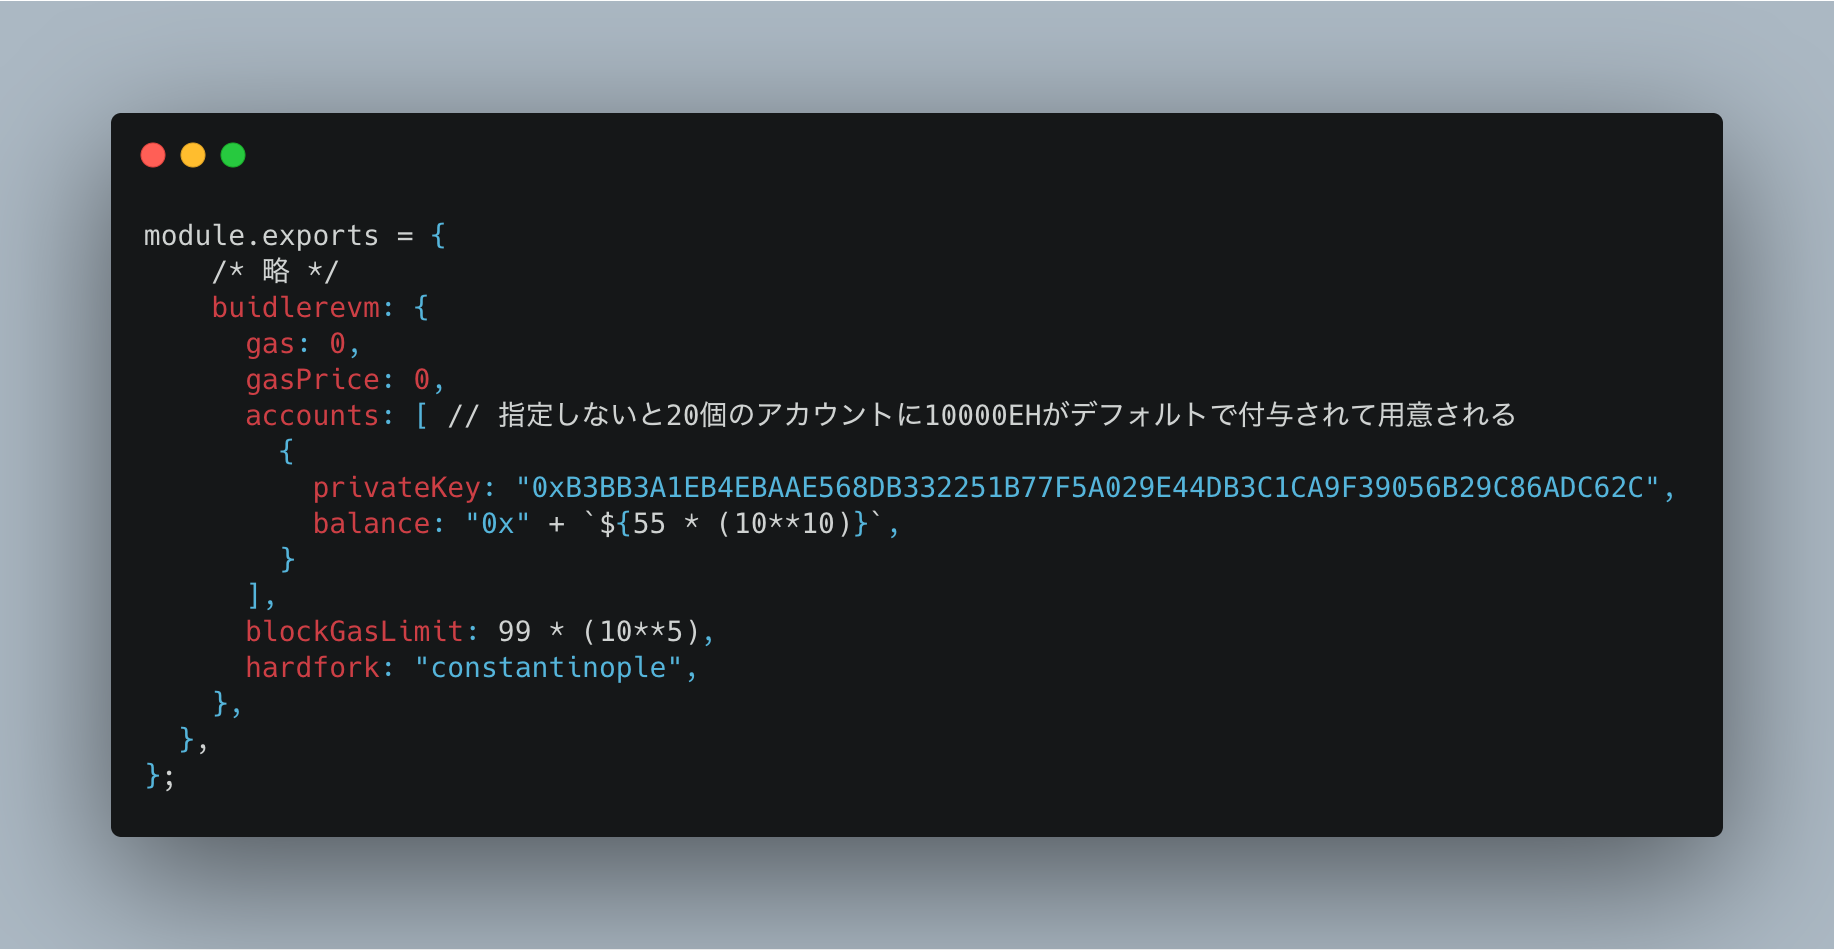 module.exports = {
    /* 略 */
    buidlerevm: {
      gas: 0,
      gasPrice: 0,
      accounts: [ // 指定しないと20個のアカウントに10000EHがデフォルトで付与されて用意される
        {
          privateKey: "0xB3BB3A1EB4EBAAE568DB332251B77F5A029E44DB3C1CA9F39056B29C86ADC62C",
          balance: "0x" + `${55 * (10**10)}`,
        }
      ],
      blockGasLimit: 99 * (10**5),
      hardfork: "constantinople",
    },
  },
};